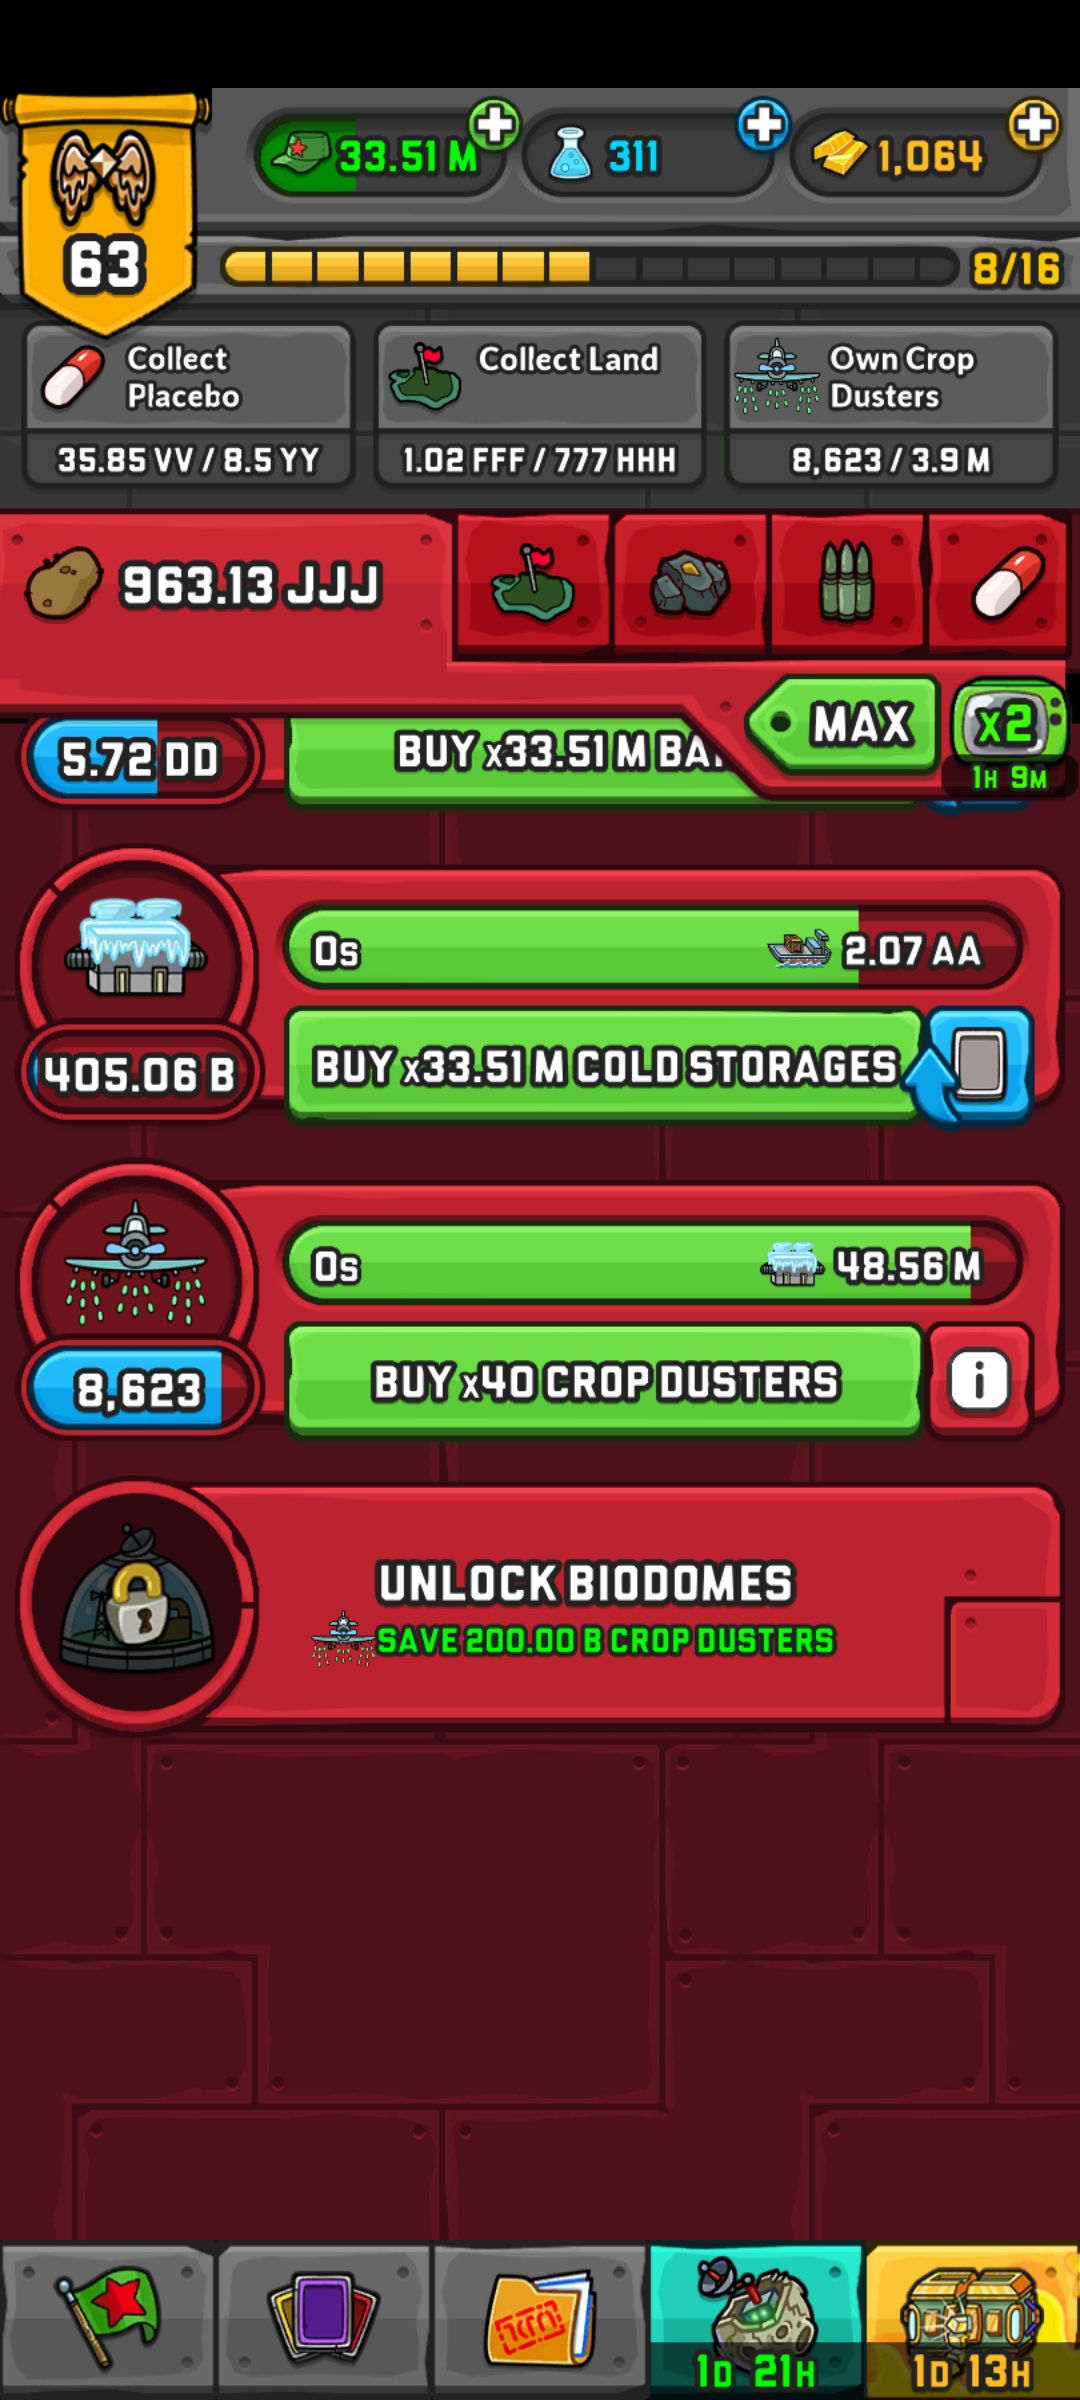 33.51 M
311
1,064
63
8/16
Collect
Placebo
35.85 VV / 8.5 YY
Collect Land
1.02 FFF / 777 HHH
Own Crop
Dusters
8,623 / 3.9 M
963.13 JJJ
MAX
X2
1H 9M
5.72 DD
BUY x33.51 M BA
0s
2.07 AA
405.06 B
BUY x33.51 M COLD STORAGES
0s
48.56 M
8,623
BUY x40 CROP DUSTERS
i
UNLOCK BIODOMES
SAVE 200.00 B CROP DUSTERS
1D 21H
1D 13H